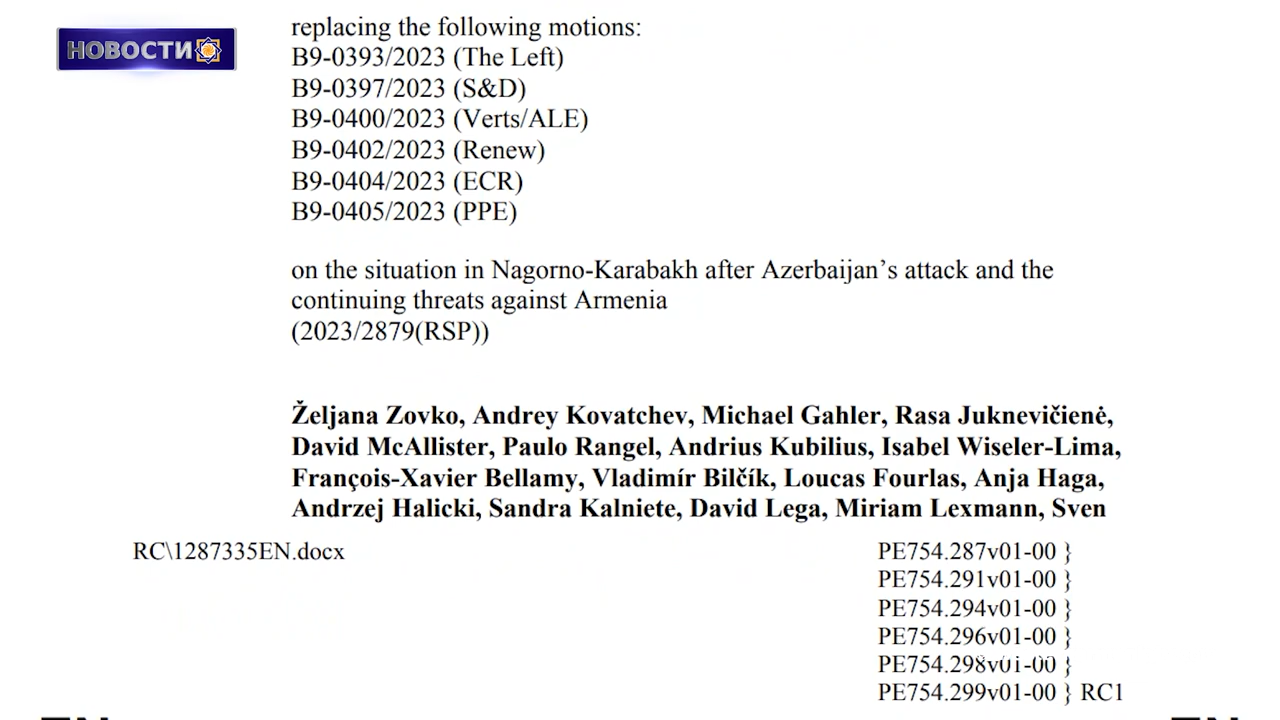 НОВОСТИ
replacing the following motions:
B9-0393/2023 (The Left)
B9-0397/2023 (S&D)
B9-0400/2023 (Verts/ALE)
B9-0402/2023 (Renew)
B9-0404/2023 (ECR)
B9-0405/2023 (PPE)
on the situation in Nagorno-Karabakh after Azerbaijan’s attack and the
continuing threats against Armenia
(2023/2879(RSP))
Željana Zovko, Andrey Kovatchev, Michael Gahler, Rasa Juknevičienė,
David McAllister, Paulo Rangel, Andrius Kubilius, Isabel Wiseler-Lima,
François-Xavier Bellamy, Vladimír Bilčík, Loucas Fourlas, Anja Haga,
Andrzej Halicki, Sandra Kalniete, David Lega, Miriam Lexmann, Sven
RC\1287335EN.docx
PE754.287v01-00 }
PE754.291v01-00 }
PE754.294v01-00 }
PE754.296v01-00 }
PE754.298v01-00 }
PE754.299v01-00 } RC1